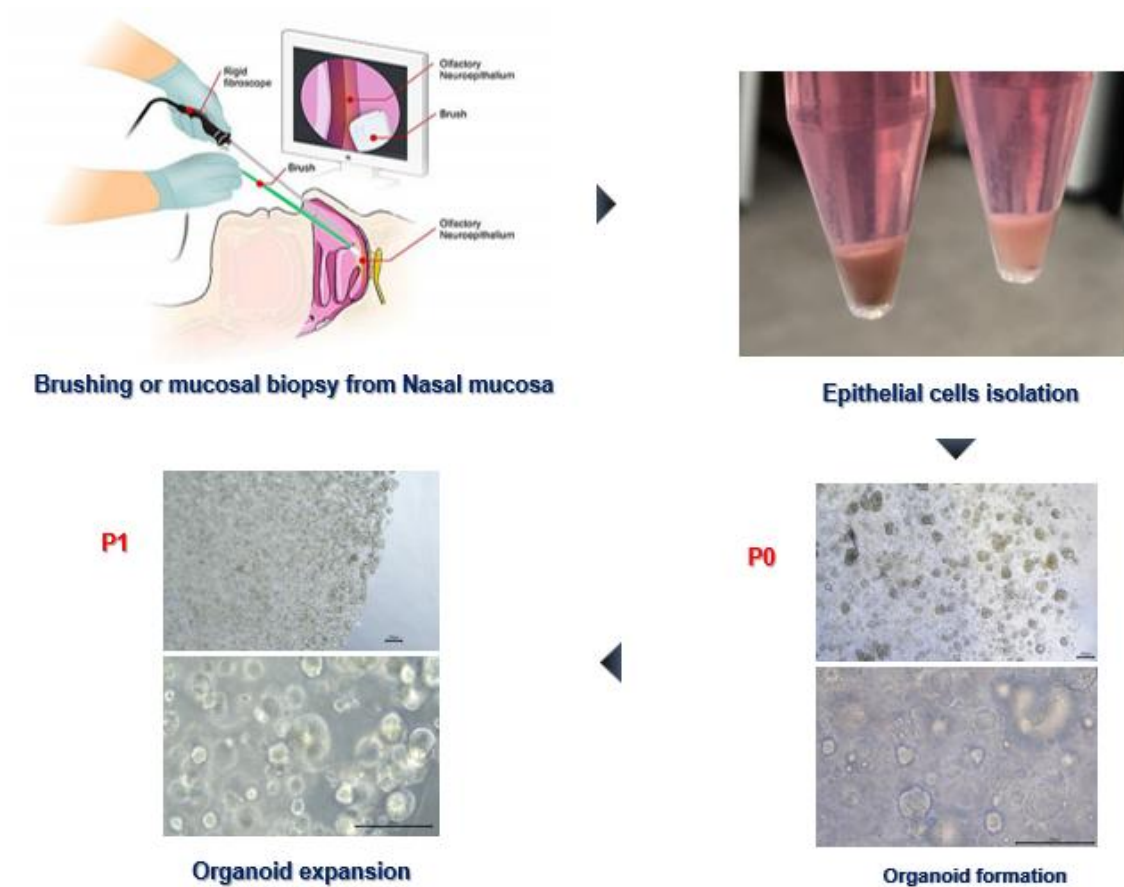 Rigid
fibroscope
Brush
Olfactory
Neuroepithelium
Brush
Olfactory
Neuroepithelium
Brushing or mucosal biopsy from Nasal mucosa
Epithelial cells isolation
P0
Organoid formation
P1
Organoid expansion